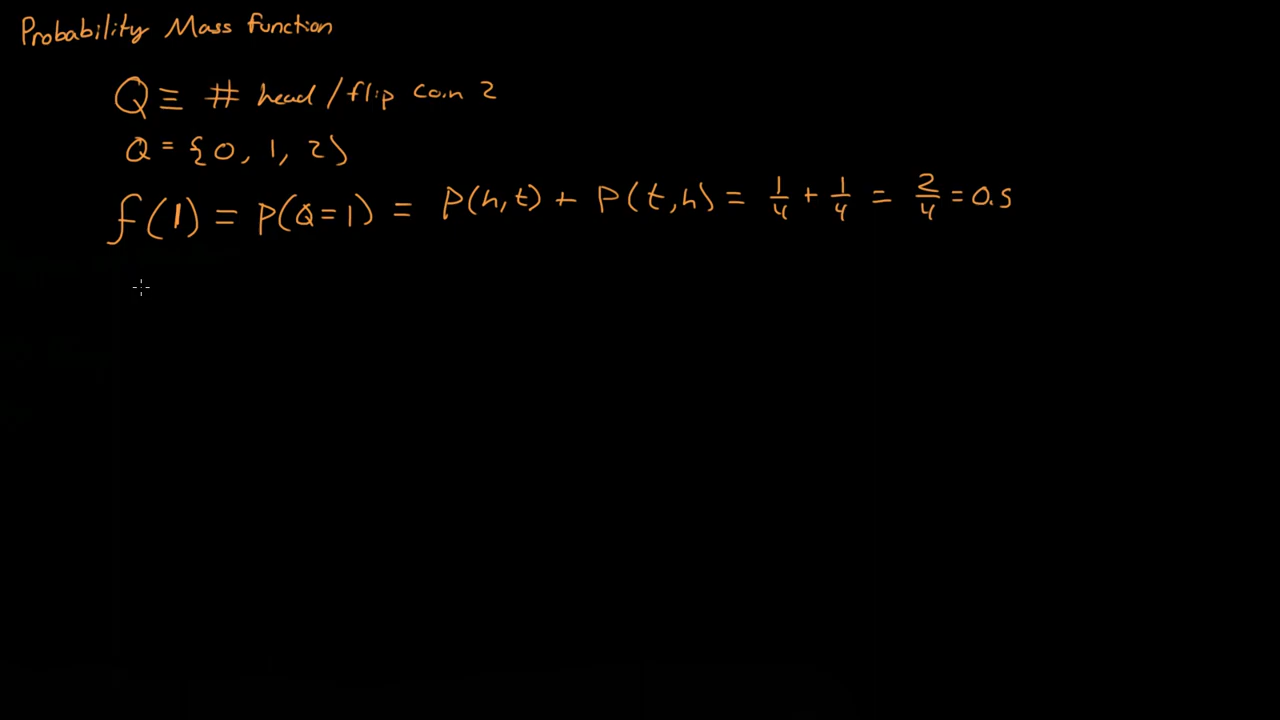 Probability Mass Function
Q ≡ # head / flip coin 2
Q = {0, 1, 2}
f(1) = P(Q=1) = P(h,t) + P(t,h) = 1/4 + 1/4 = 2/4 = 0.5